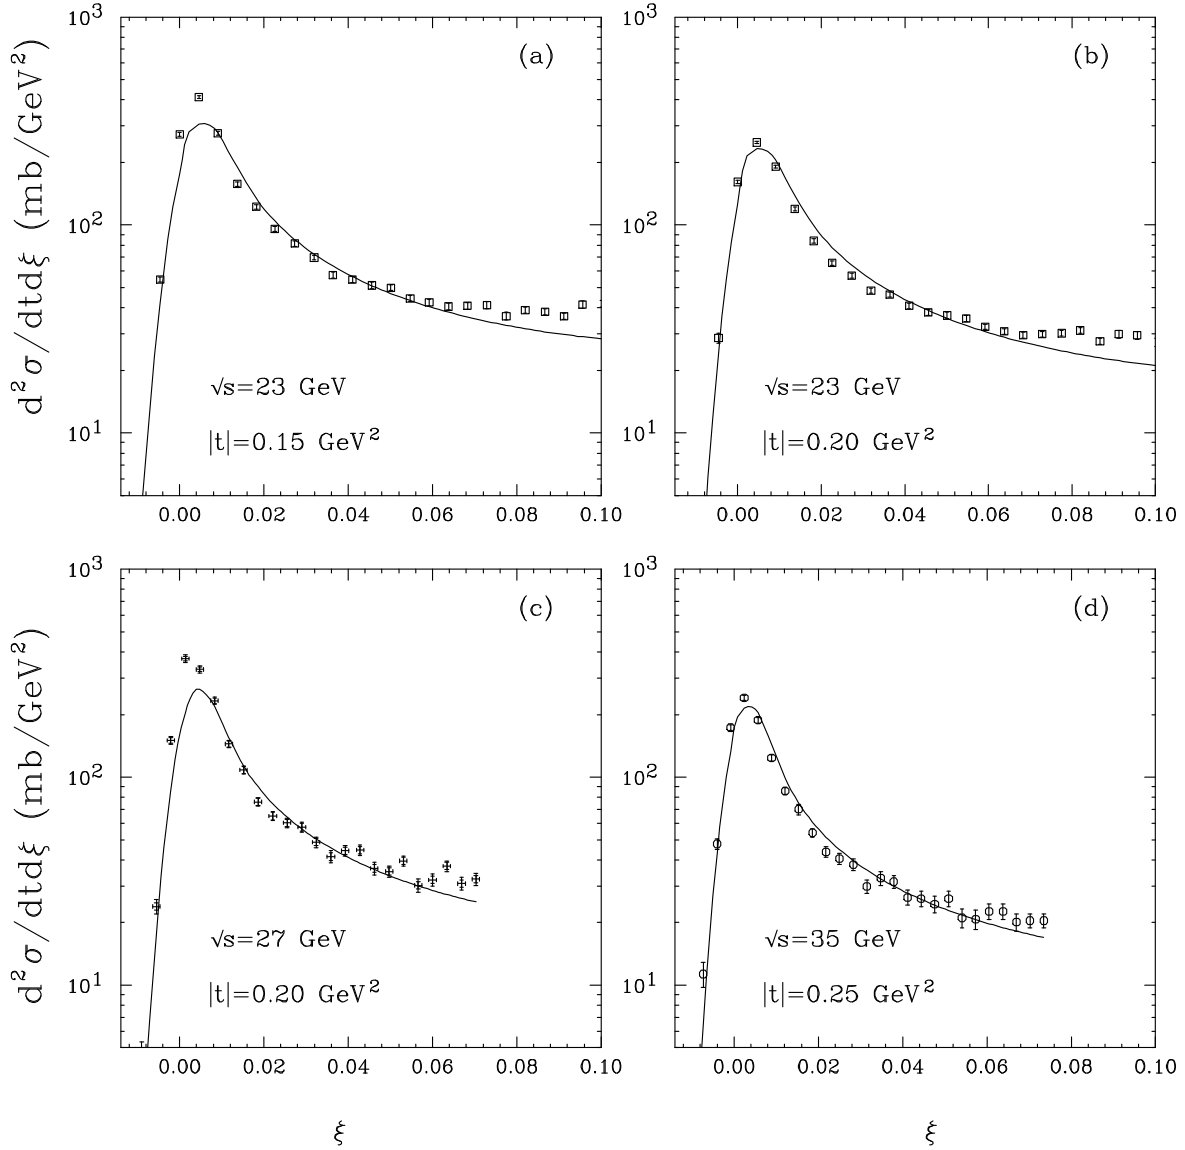 d²σ/dtdξ (mb/GeV²)
10³
10²
10¹
(a)
√s=23 GeV
|t|=0.15 GeV²
0.00 0.02 0.04 0.06 0.08 0.10
10³
10²
10¹
(b)
√s=23 GeV
|t|=0.20 GeV²
0.00 0.02 0.04 0.06 0.08 0.10
d²σ/dtdξ (mb/GeV²)
10³
10²
10¹
(c)
√s=27 GeV
|t|=0.20 GeV²
0.00 0.02 0.04 0.06 0.08 0.10
ξ
10³
10²
10¹
(d)
√s=35 GeV
|t|=0.25 GeV²
0.00 0.02 0.04 0.06 0.08 0.10
ξ